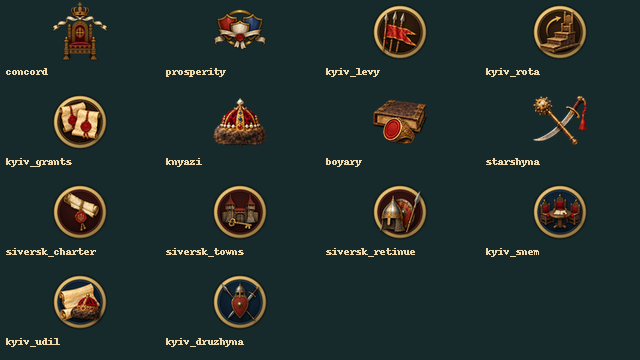 concord
prosperity
kyiv_levy
kyiv_rota
kyiv_grants
knyazi
boyary
starshyna
siversk_charter
siversk_towns
siversk_retinue
kyiv_snem
kyiv_udil
kyiv_druzhyna